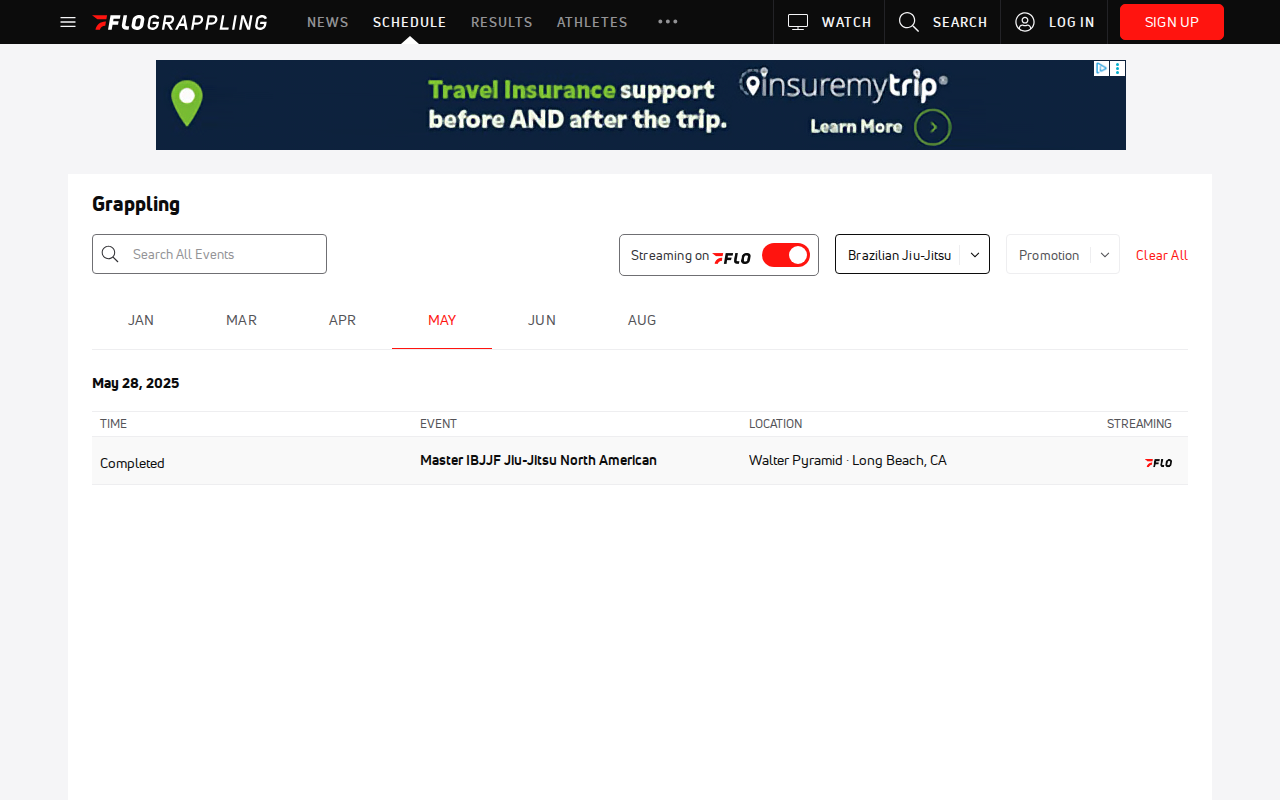 FLOGRAPPLING NEWS SCHEDULE RESULTS ATHLETES WATCH SEARCH LOG IN SIGN UP
Travel Insurance support
before AND after the trip.
insuremytrip®
Learn More
Grappling
Search All Events
Streaming on FLO
Brazilian Jiu-Jitsu
Promotion
Clear All
JAN MAR APR MAY JUN AUG
May 28, 2025
TIME EVENT LOCATION STREAMING
Completed Master IBJJF Jiu-Jitsu North American Walter Pyramid · Long Beach, CA FLO